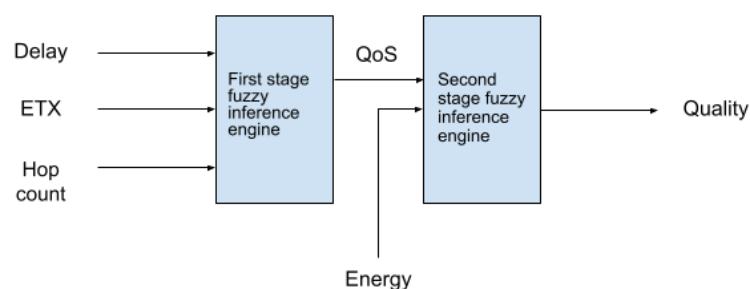 Delay
ETX
Hop
count
First stage
fuzzy
inference
engine
QoS
Second
stage fuzzy
inference
engine
Energy
Quality